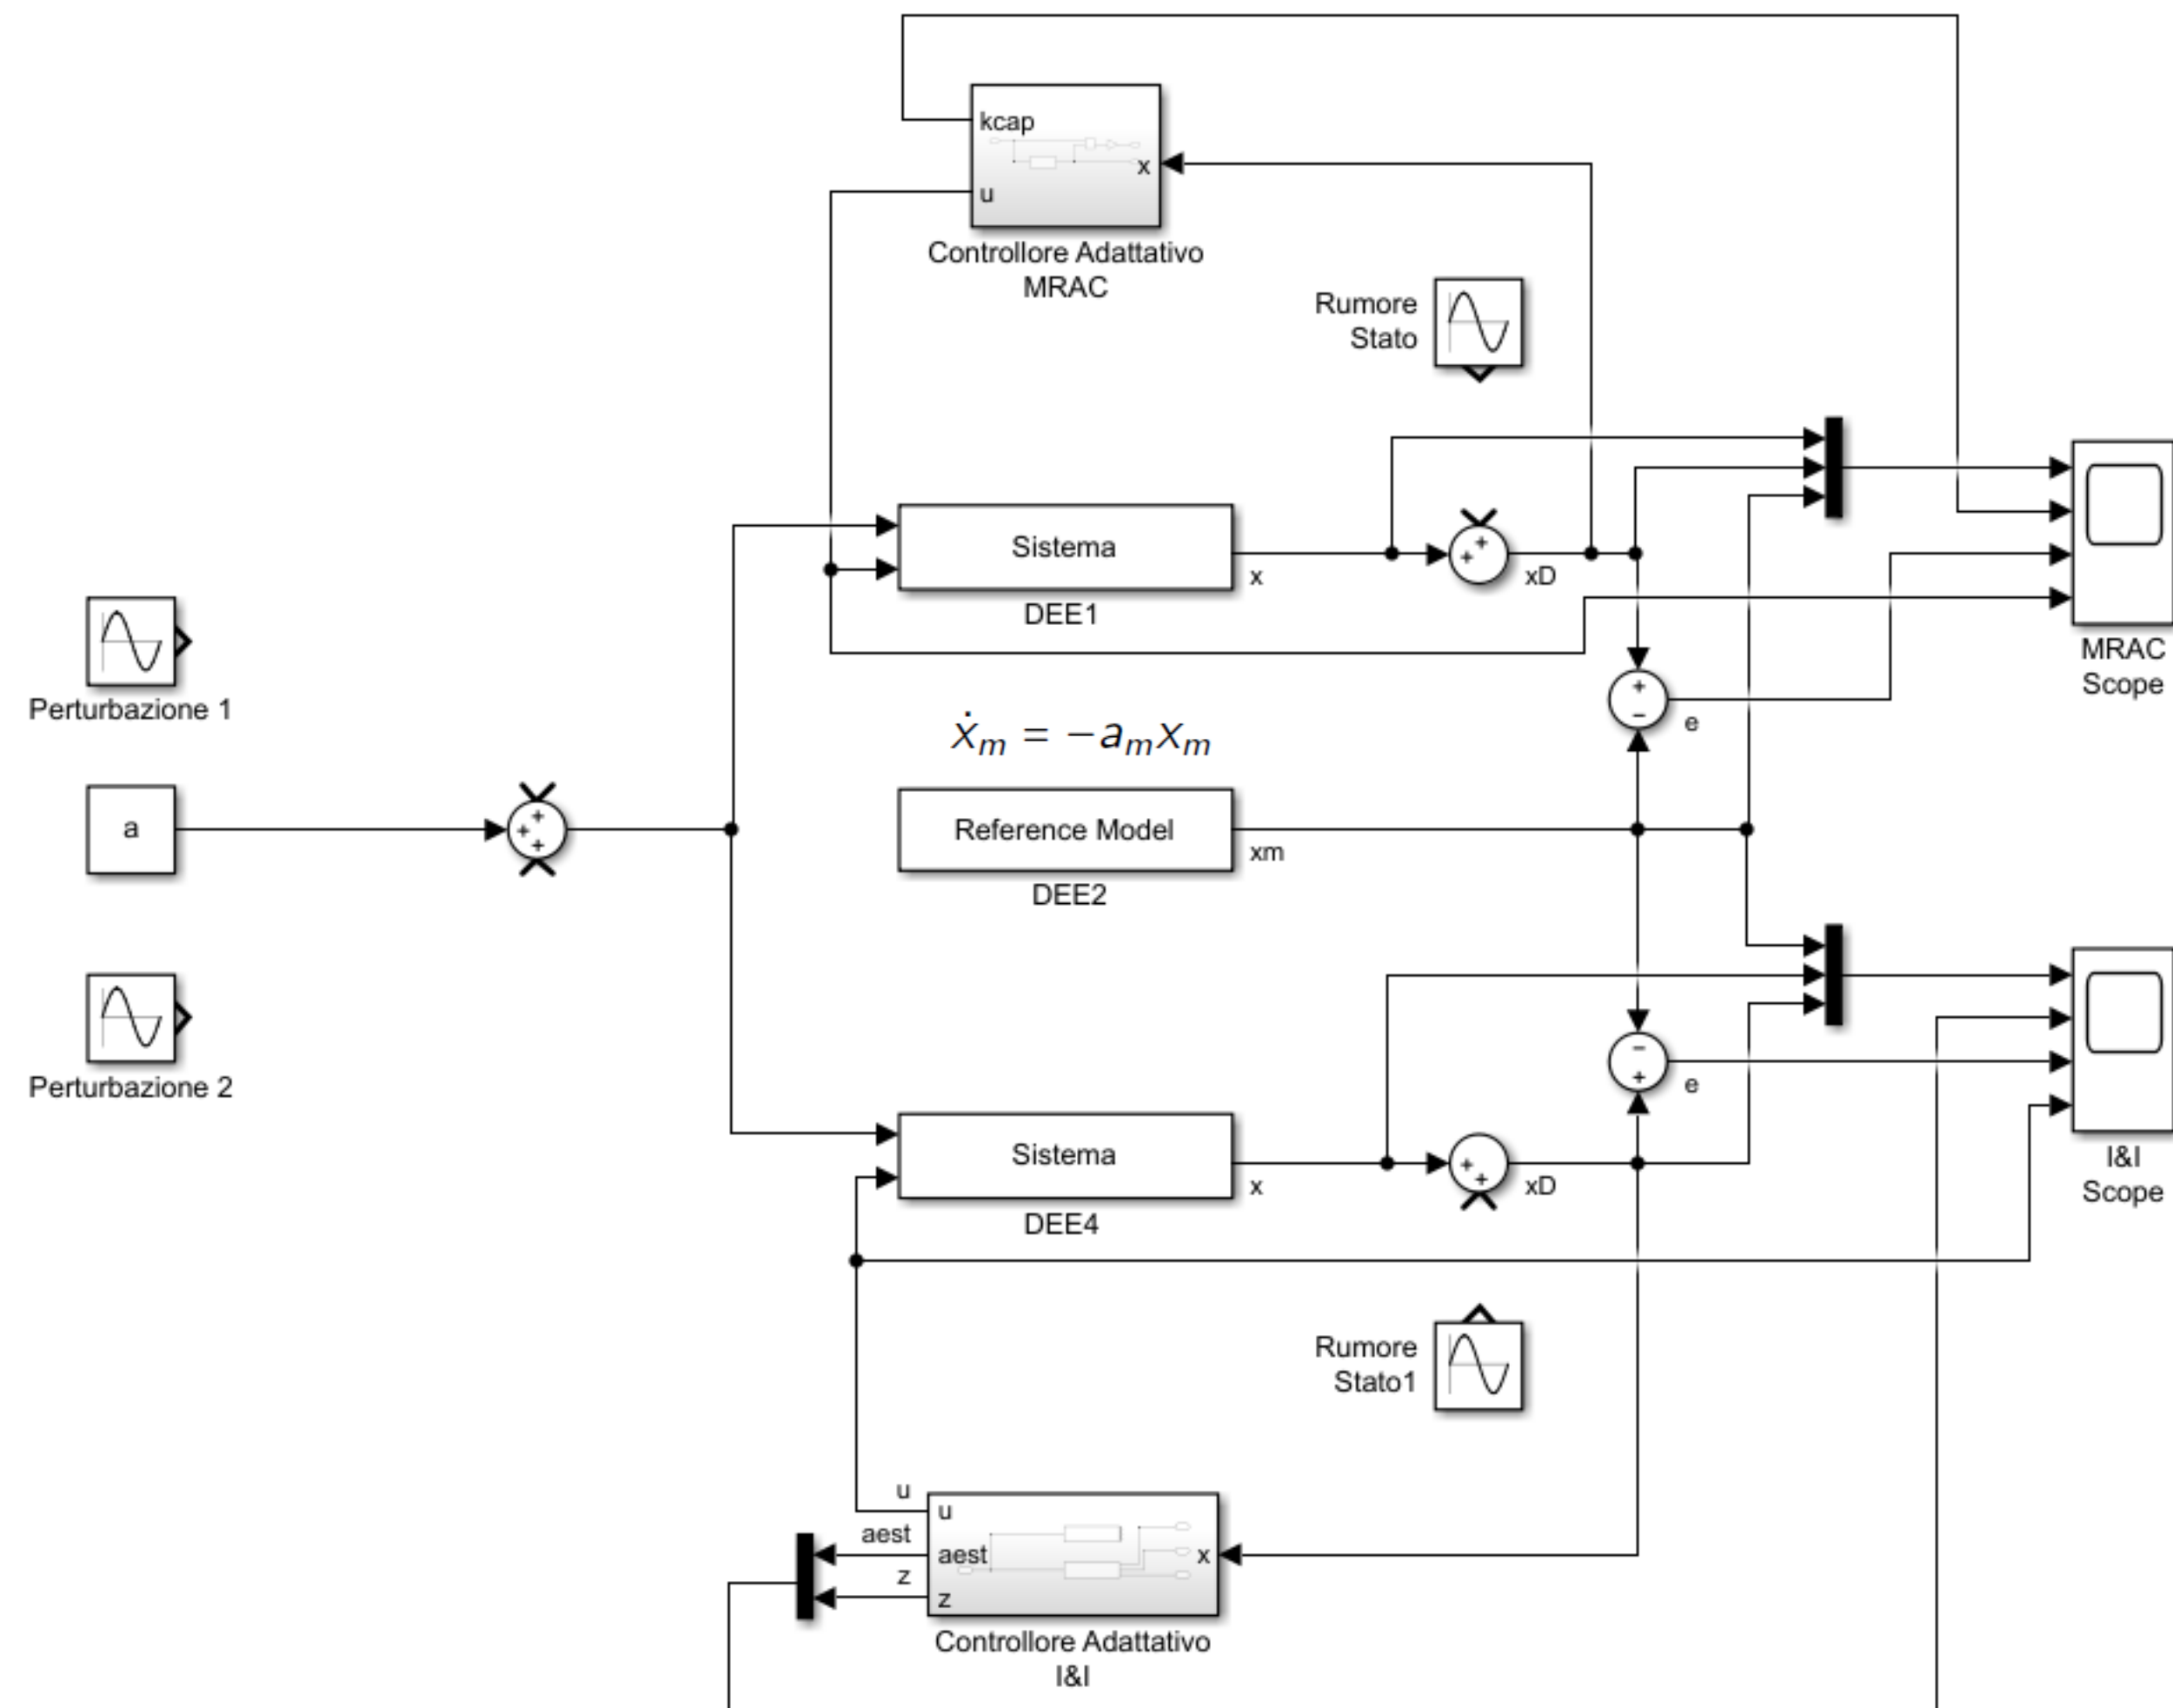 kcap
x
u
Controllore Adattativo
MRAC
Rumore
Stato
Sistema
x
xD
DEE1
MRAC
Scope
Perturbazione 1
e
ẋₘ = −aₘxₘ
a
Reference Model
xm
DEE2
Perturbazione 2
e
Sistema
x
xD
DEE4
I&I
Scope
Rumore
Stato1
u
u
aest
aest
x
z
z
Controllore Adattativo
I&I